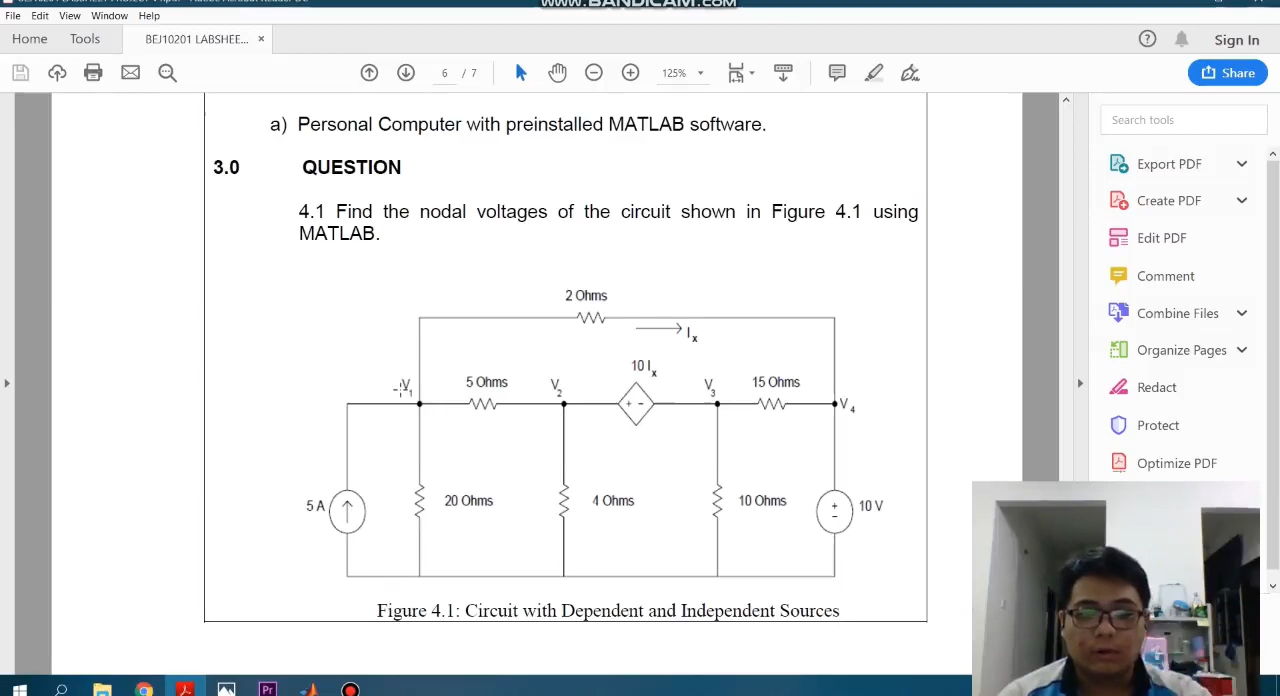 www.BANDICAM.com
File Edit View Window Help
Home Tools BEJ10201 LABSHEE... ×
6 / 7 125% Share
Sign In
a) Personal Computer with preinstalled MATLAB software.
3.0 QUESTION
4.1 Find the nodal voltages of the circuit shown in Figure 4.1 using
MATLAB.
2 Ohms
Ix
10 Ix
V1 5 Ohms V2 V3 15 Ohms V4
+ -
5 A 20 Ohms 4 Ohms 10 Ohms + - 10 V
Figure 4.1: Circuit with Dependent and Independent Sources
Search tools
Export PDF
Create PDF
Edit PDF
Comment
Combine Files
Organize Pages
Redact
Protect
Optimize PDF
Pr